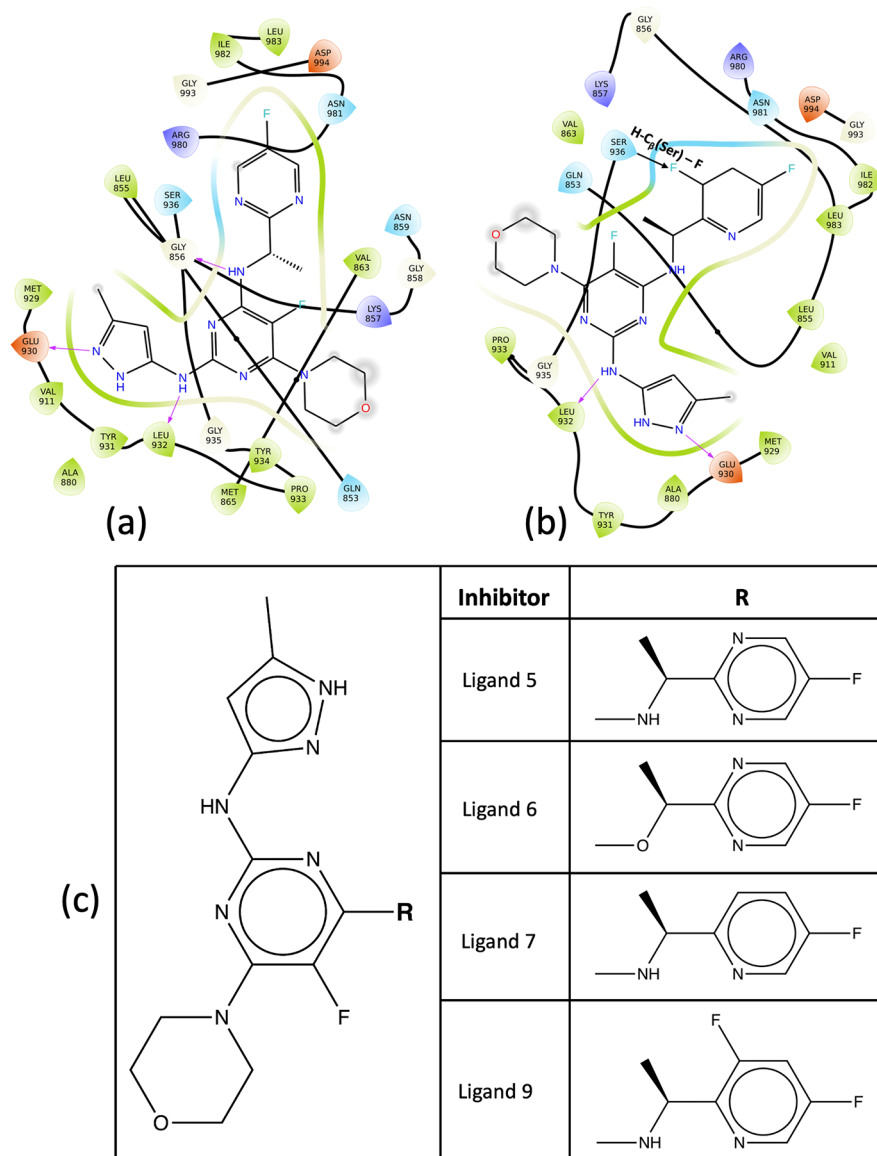 LEU
983
ILE
982
ASP
994
GLY
993
ASN
981
ARG
980
F
N
N
LEU
855
SER
936
ASN
859
GLY
856
HN
VAL
863
GLY
858
MET
929
LYS
857
F
GLU
930
N
N
N
H
N
H
N
N
O
VAL
911
TYR
931
LEU
932
GLY
935
TYR
934
ALA
880
MET
865
PRO
933
GLN
853
(a)
GLY
856
ARG
980
LYS
857
ASN
981
ASP
994
VAL
863
GLY
993
SER
936
H-Cβ(Ser)–F
GLN
853
F
F
ILE
982
LEU
983
N
O
F
N
NH
N
N
LEU
855
PRO
933
GLY
935
HN
VAL
911
LEU
932
HN
N
MET
929
GLU
930
ALA
880
TYR
931
(b)
Inhibitor R
NH
N
HN
N
N
R
N
F
O
(c)
Ligand 5
N
F
NH
N
Ligand 6
N
F
O
N
Ligand 7
F
NH
N
Ligand 9
F
F
NH
N